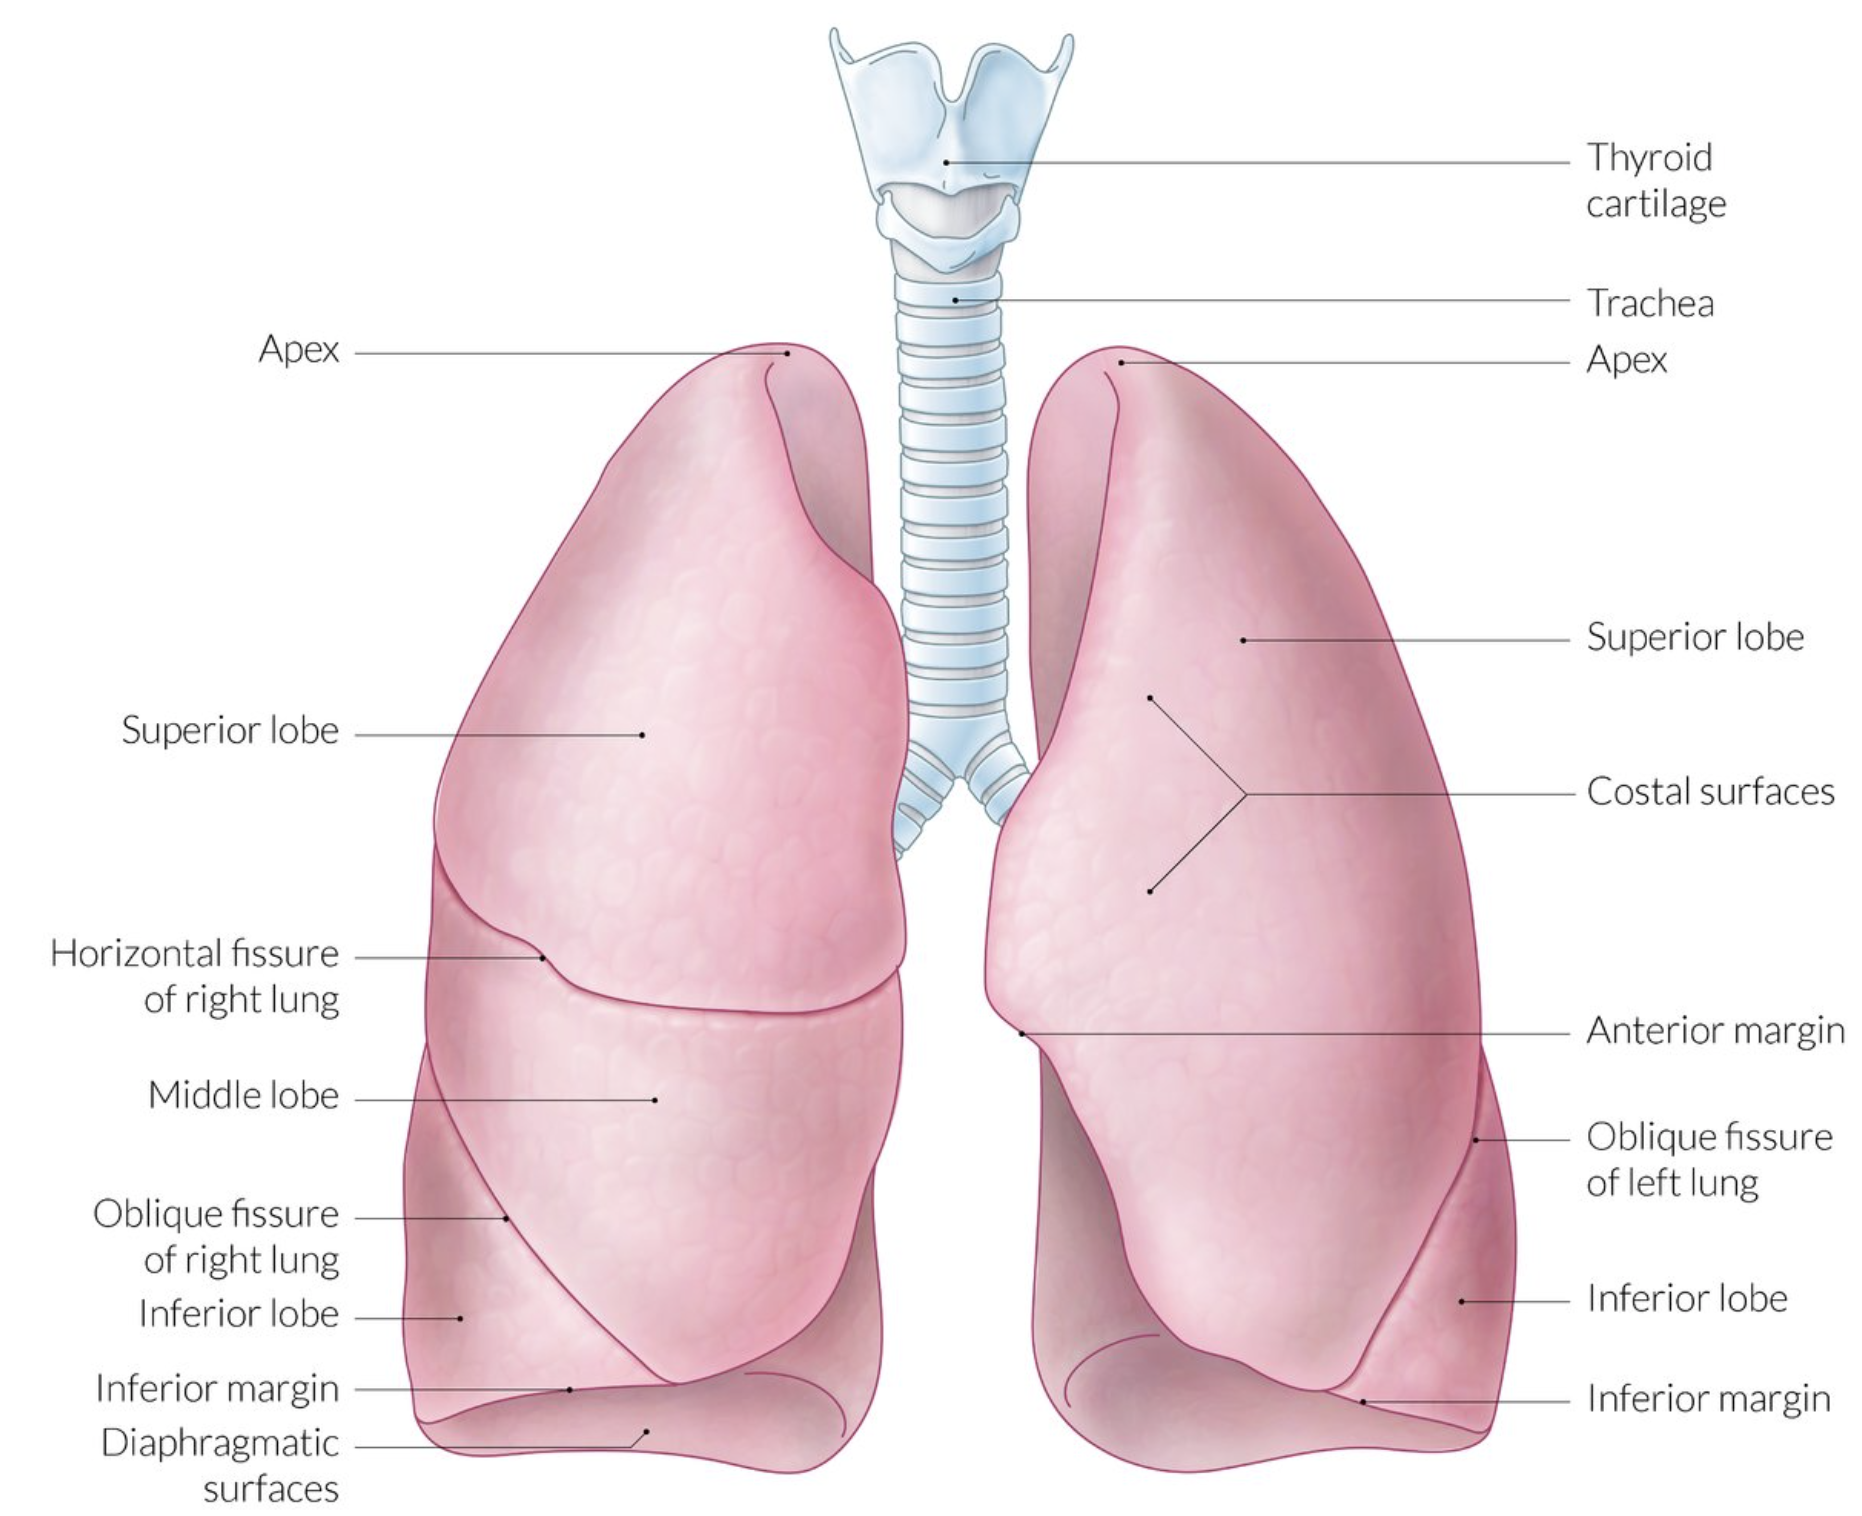 Thyroid
cartilage
Trachea
Apex
Apex
Superior lobe
Superior lobe
Costal surfaces
Horizontal fissure
of right lung
Anterior margin
Middle lobe
Oblique fissure
of left lung
Oblique fissure
of right lung
Inferior lobe
Inferior lobe
Inferior margin
Inferior margin
Diaphragmatic
surfaces